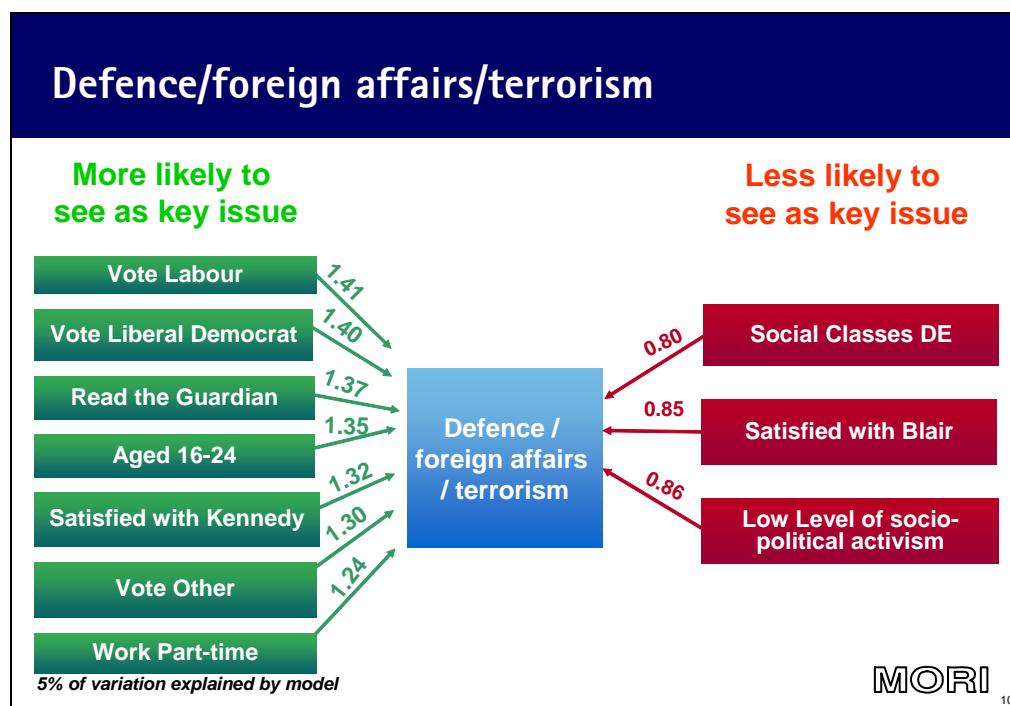 Defence/foreign affairs/terrorism
More likely to
see as key issue
Less likely to
see as key issue
Vote Labour
1.41
Vote Liberal Democrat
1.40
Read the Guardian
1.37
Aged 16-24
1.35
Satisfied with Kennedy
1.32
Vote Other
1.30
Work Part-time
1.24
Defence /
foreign affairs
/ terrorism
0.80
Social Classes DE
0.85
Satisfied with Blair
0.86
Low Level of socio-
political activism
5% of variation explained by model
MORI
10